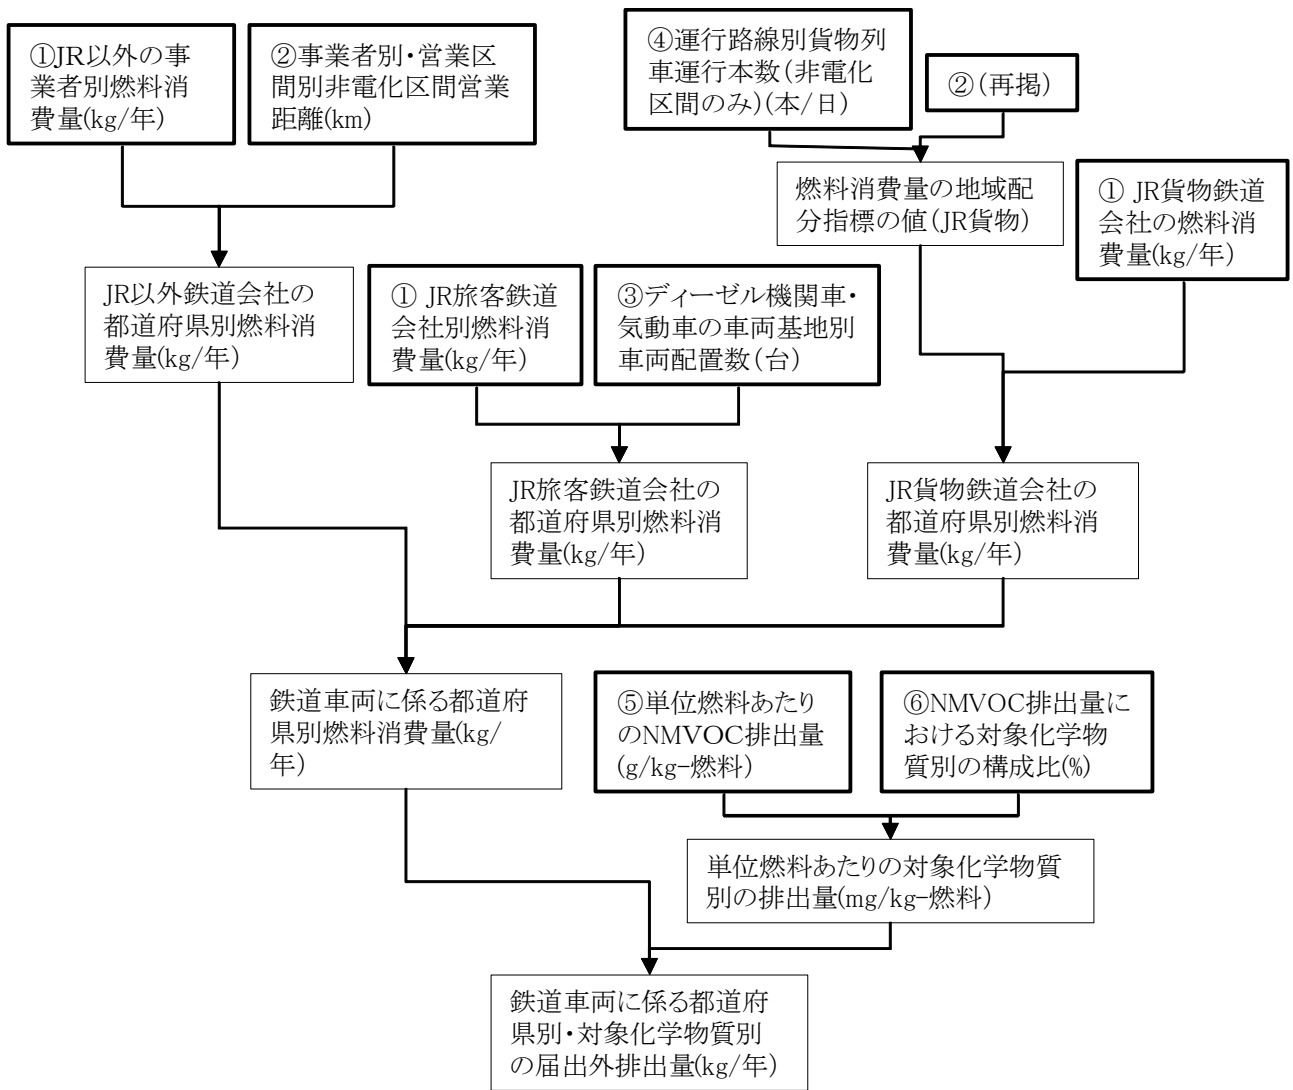 ①JR以外の事
業者別燃料消
費量(kg/年)
②事業者別・営業区
間別非電化区間営業
距離(km)
④運行路線別貨物列
車運行本数(非電化
区間のみ)(本/日)
②(再掲)
燃料消費量の地域配
分指標の値(JR貨物)
① JR貨物鉄道
会社の燃料消
費量(kg/年)
JR以外鉄道会社の
都道府県別燃料消
費量(kg/年)
① JR旅客鉄道
会社別燃料消
費量(kg/年)
③ディーゼル機関車・
気動車の車両基地別
車両配置数(台)
JR旅客鉄道会社の
都道府県別燃料消
費量(kg/年)
JR貨物鉄道会社の
都道府県別燃料消
費量(kg/年)
鉄道車両に係る都道府
県別燃料消費量(kg/
年)
⑤単位燃料あたり
のNMVOC排出量
(g/kg-燃料)
⑥NMVOC排出量に
おける対象化学物
質別の構成比(%)
単位燃料あたりの対象化学物質
別の排出量(mg/kg-燃料)
鉄道車両に係る都道府
県別・対象化学物質別
の届出外排出量(kg/年)